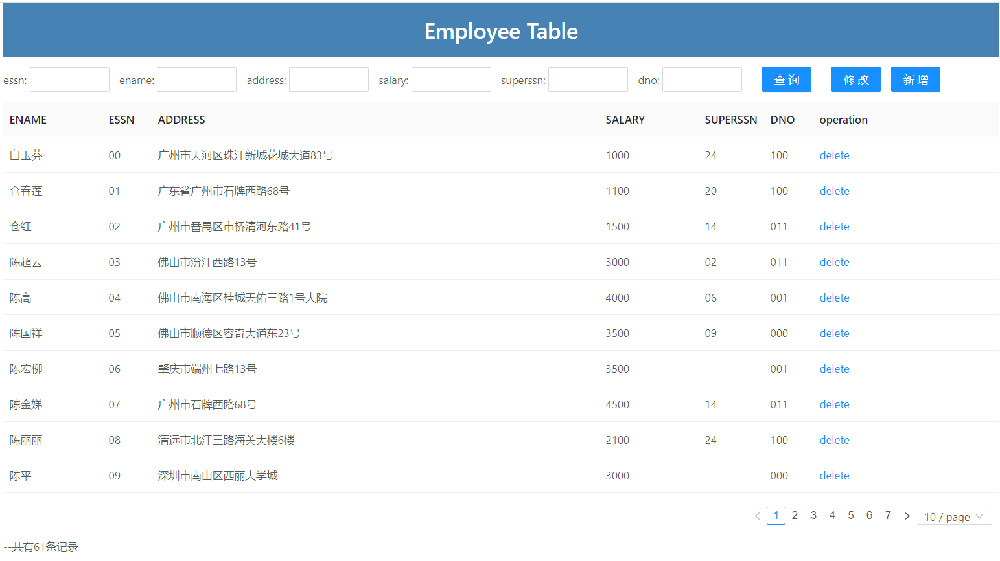 Employee Table
essn: ename: address: salary: superssn: dno: 查 询 修 改 新 增
ENAME ESSN ADDRESS SALARY SUPERSSN DNO operation
白玉芬 00 广州市天河区珠江新城花城大道83号 1000 24 100 delete
仓春莲 01 广东省广州市石牌西路68号 1100 20 100 delete
仓红 02 广州市番禺区市桥清河东路41号 1500 14 011 delete
陈超云 03 佛山市汾江西路13号 3000 02 011 delete
陈高 04 佛山市南海区桂城天佑三路1号大院 4000 06 001 delete
陈国祥 05 佛山市顺德区容奇大道东23号 3500 09 000 delete
陈宏柳 06 肇庆市端州七路13号 3500 001 delete
陈金娣 07 广州市石牌西路68号 4500 14 011 delete
陈丽丽 08 清远市北江三路海关大楼6楼 2100 24 100 delete
陈平 09 深圳市南山区西丽大学城 3000 000 delete
1 2 3 4 5 6 7 10 / page
--共有61条记录